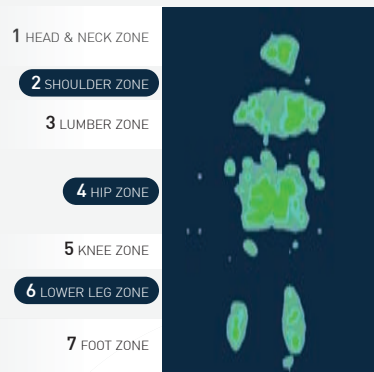 1 HEAD & NECK ZONE
2 SHOULDER ZONE
3 LUMBER ZONE
4 HIP ZONE
5 KNEE ZONE
6 LOWER LEG ZONE
7 FOOT ZONE